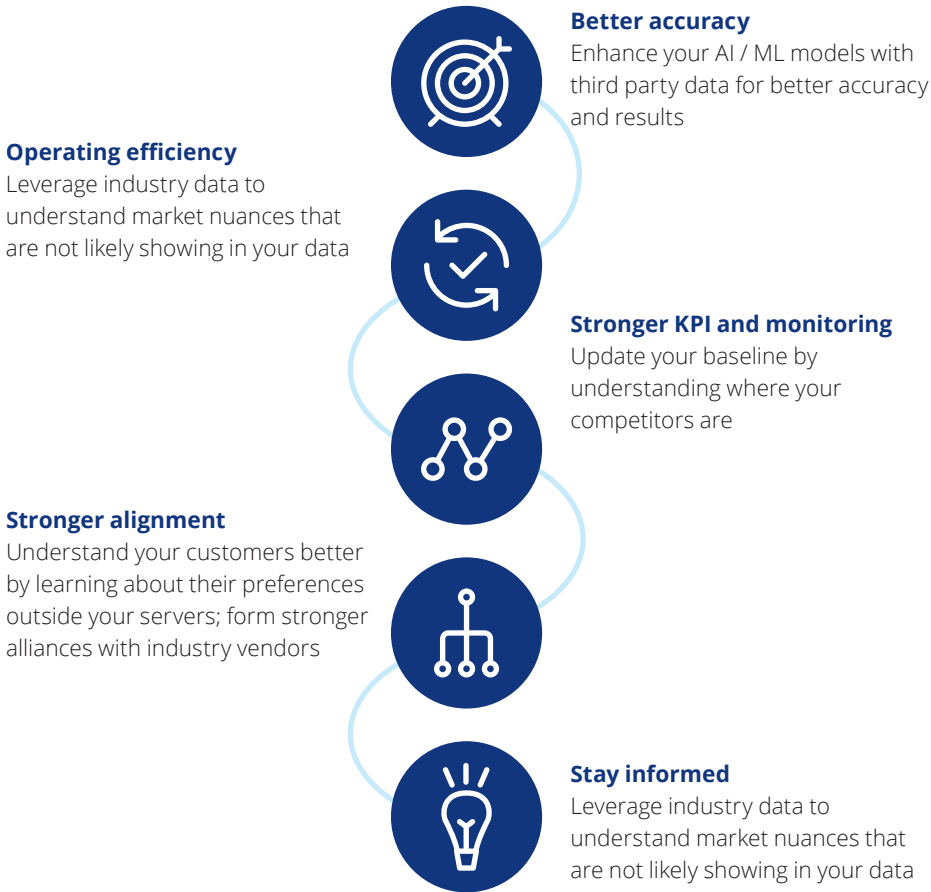 Better accuracy
Enhance your AI / ML models with
third party data for better accuracy
and results
Operating efficiency
Leverage industry data to
understand market nuances that
are not likely showing in your data
Stronger KPI and monitoring
Update your baseline by
understanding where your
competitors are
Stronger alignment
Understand your customers better
by learning about their preferences
outside your servers; form stronger
alliances with industry vendors
Stay informed
Leverage industry data to
understand market nuances that
are not likely showing in your data